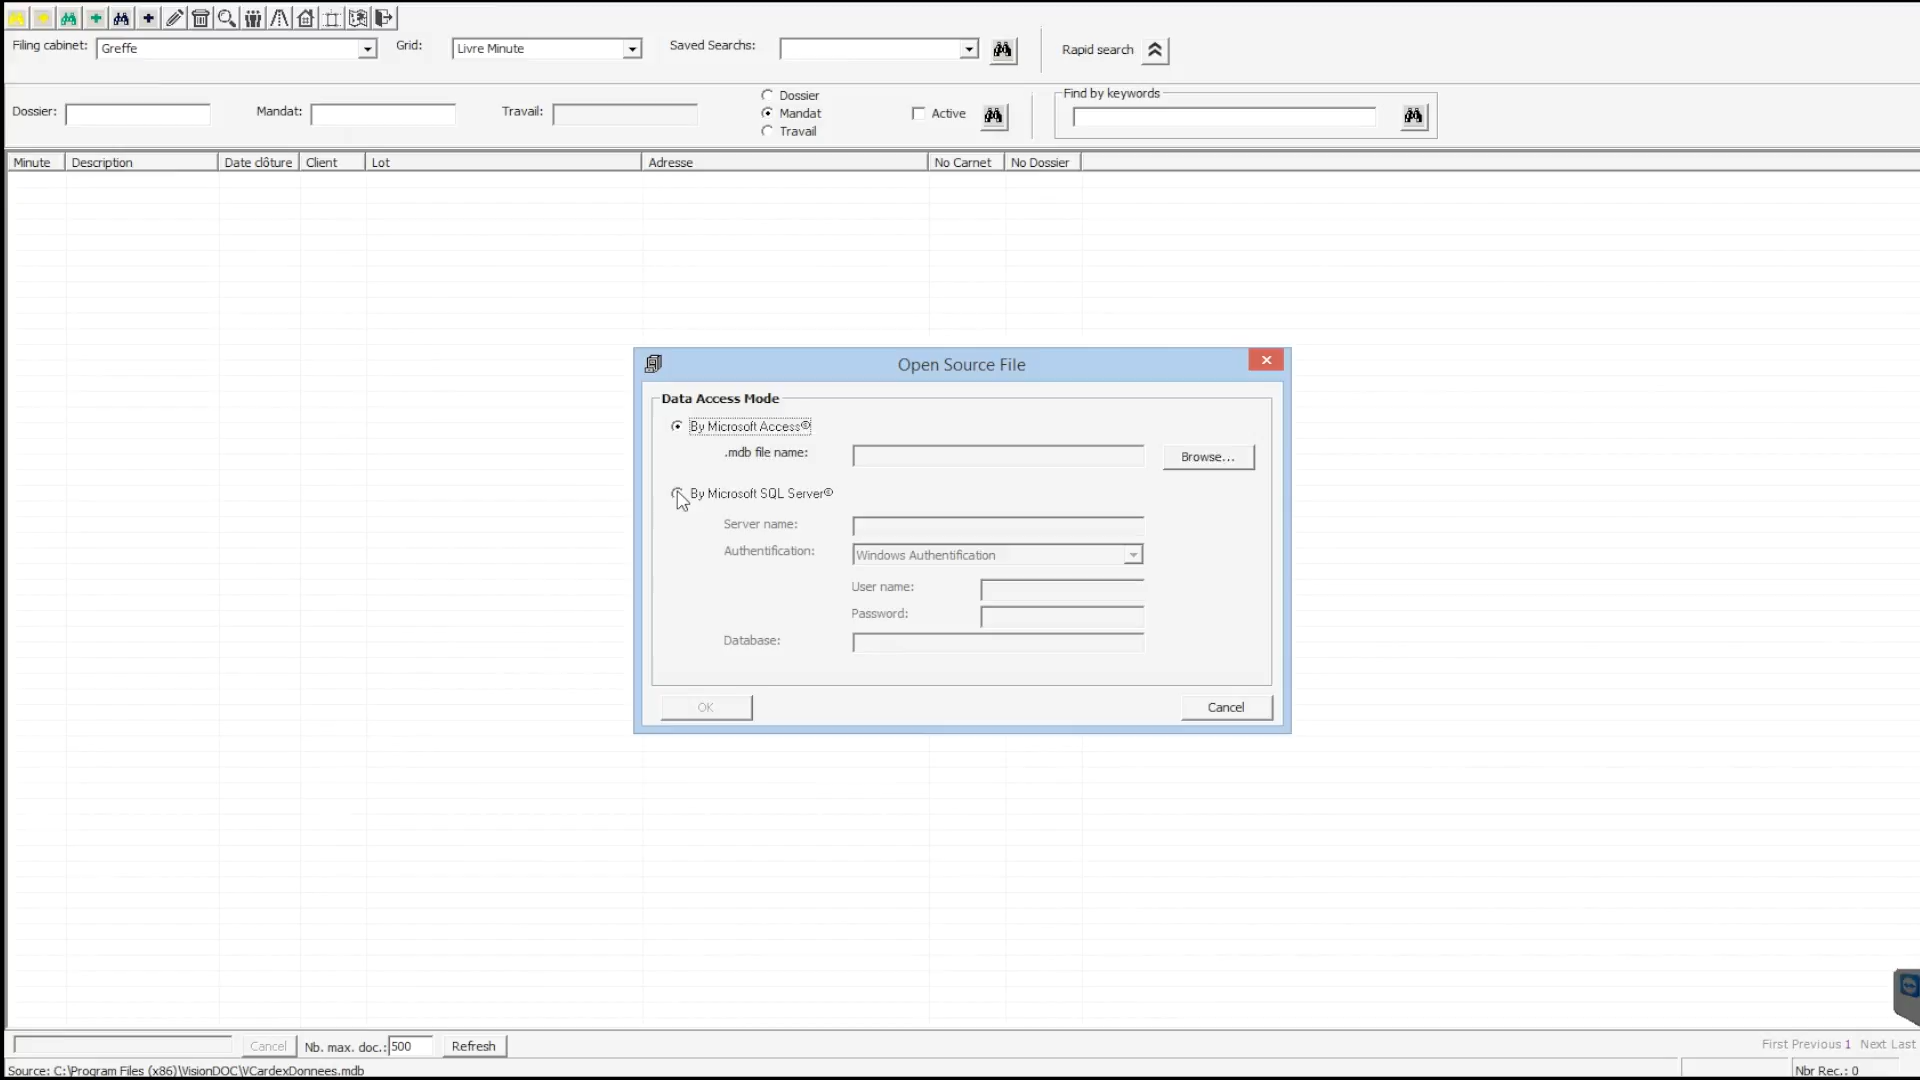 Filing cabinet: Greffe Grid: Livre Minute Saved Searchs: Rapid search
Dossier: Mandat: Travail:
Dossier
Mandat
Travail
Active
Find by keywords
Minute Description Date clôture Client Lot Adresse No Carnet No Dossier
Open Source File
Data Access Mode
By Microsoft Access©
.mdb file name: Browse...
By Microsoft SQL Server©
Server name:
Authentification: Windows Authentification
User name:
Password:
Database:
OK Cancel
Cancel Nb. max. doc.: 500 Refresh First Previous 1 Next Last
Source: C:\Program Files (x86)\VisionDOC\VCardexDonnees.mdb Nbr Rec.: 0